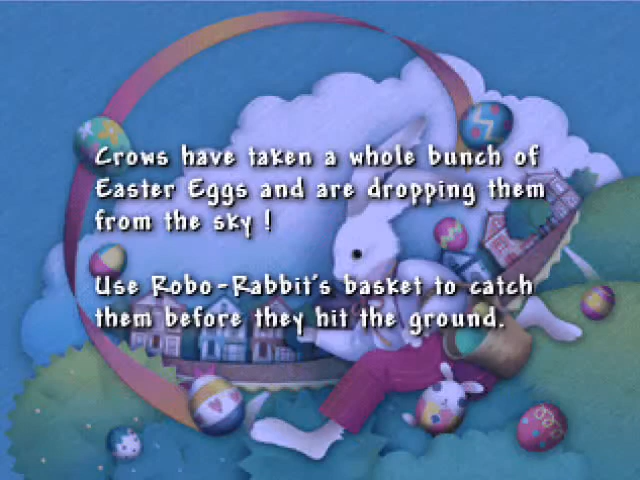 Crows have taken a whole bunch of
Easter Eggs and are dropping them
from the sky !
Use Robo-Rabbit's basket to catch
them before they hit the ground.